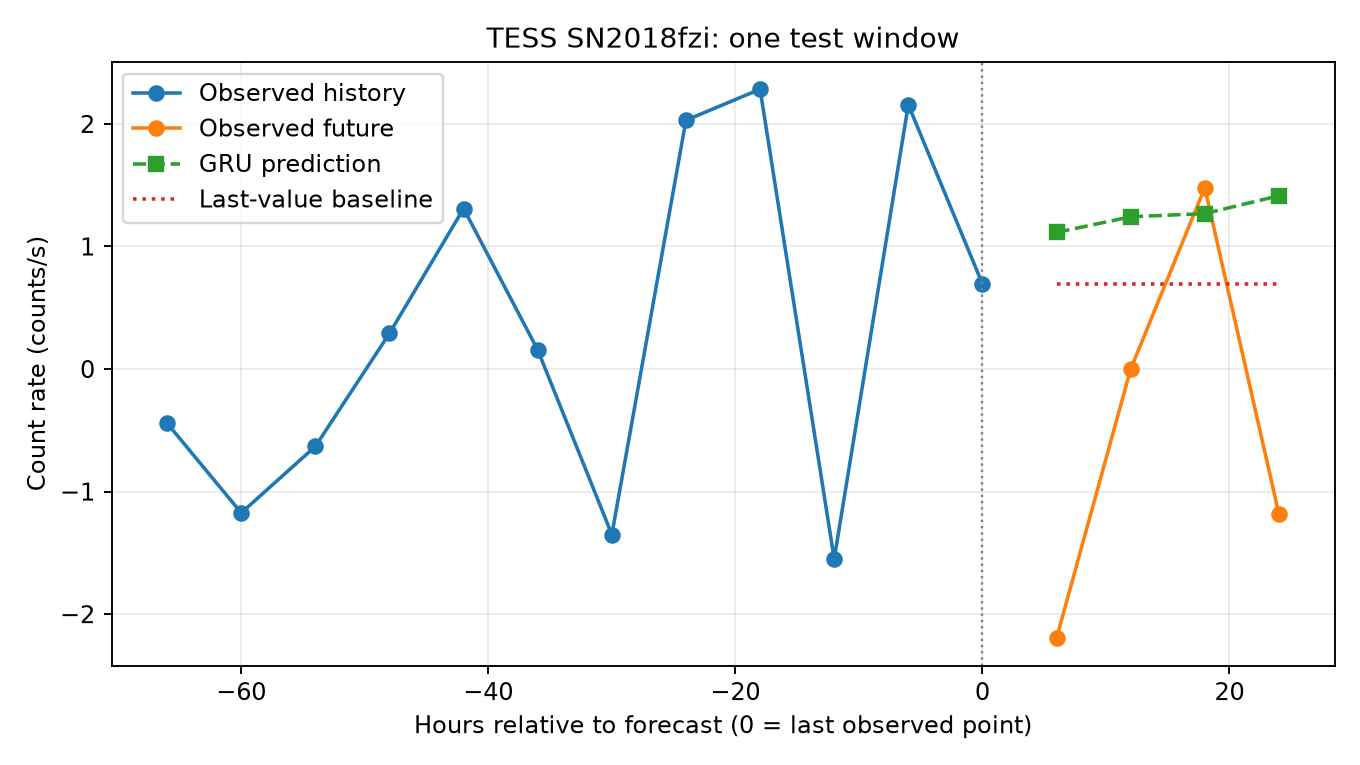 TESS SN2018fzi: one test window
Observed history
Observed future
GRU prediction
Last-value baseline
Count rate (counts/s)
2
1
0
−1
−2
−60 −40 −20 0 20
Hours relative to forecast (0 = last observed point)